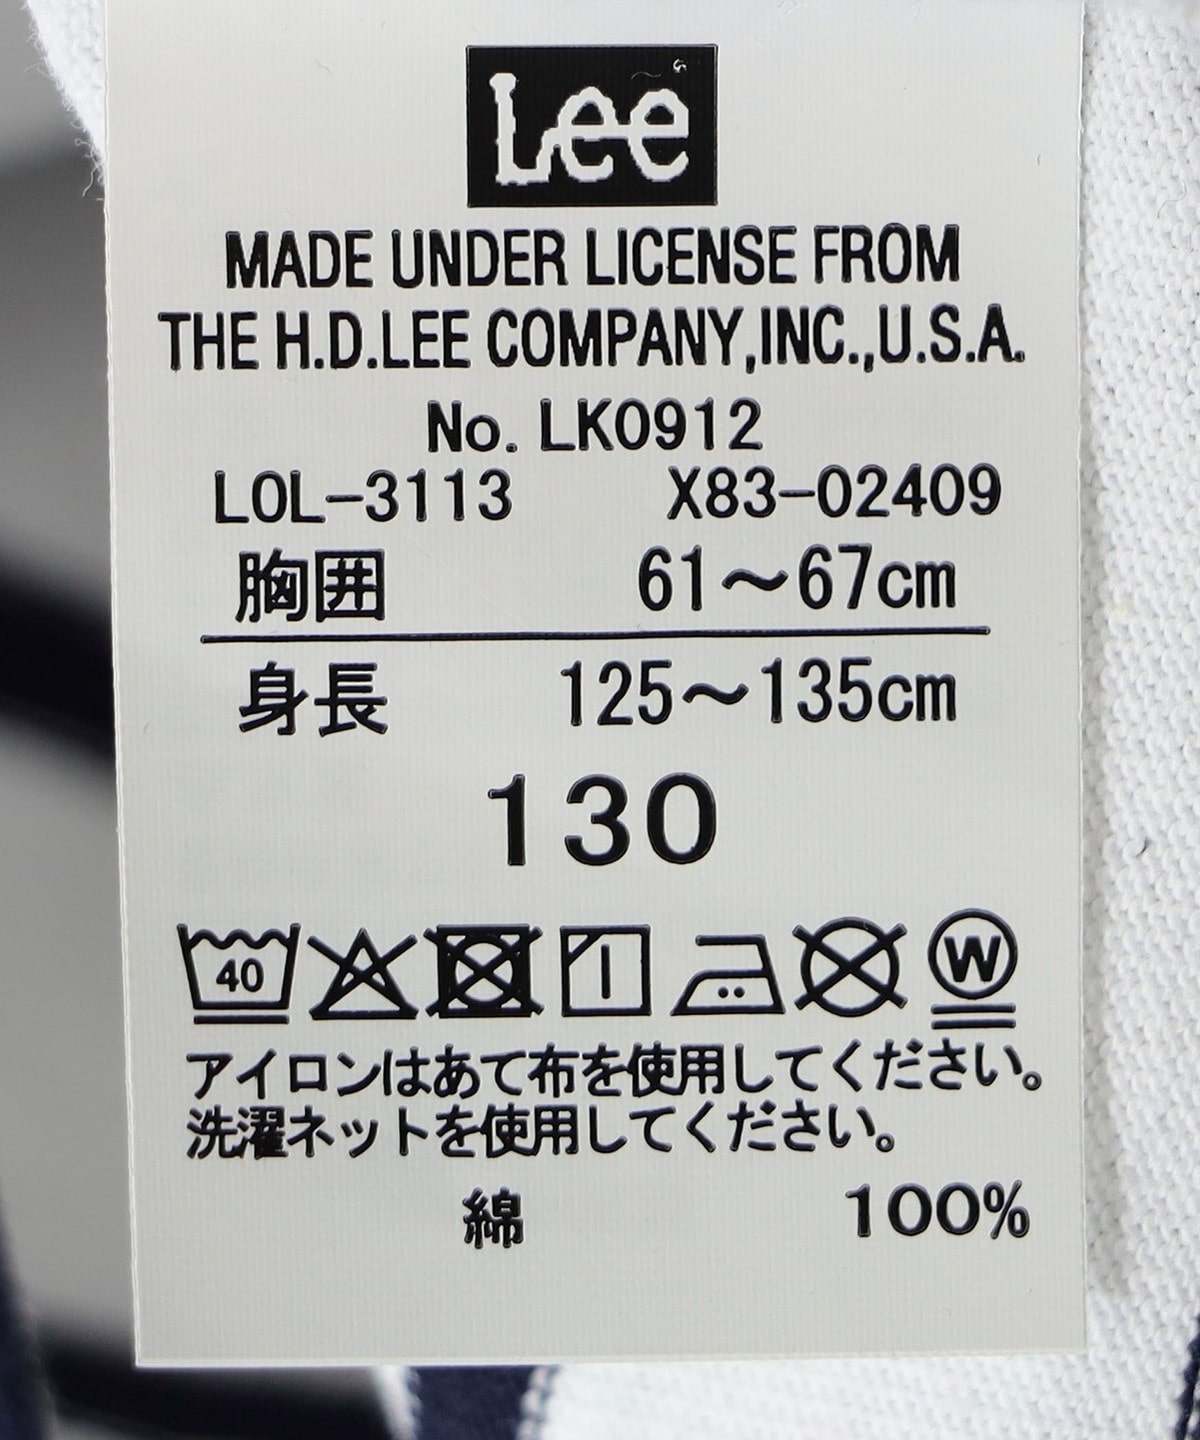 Lee
MADE UNDER LICENSE FROM
THE H.D.LEE COMPANY,INC.,U.S.A.
No. LK0912
LOL-3113 X83-02409
胸囲 61～67cm
身長 125～135cm
130
40 W
アイロンはあて布を使用してください。
洗濯ネットを使用してください。
綿 100%